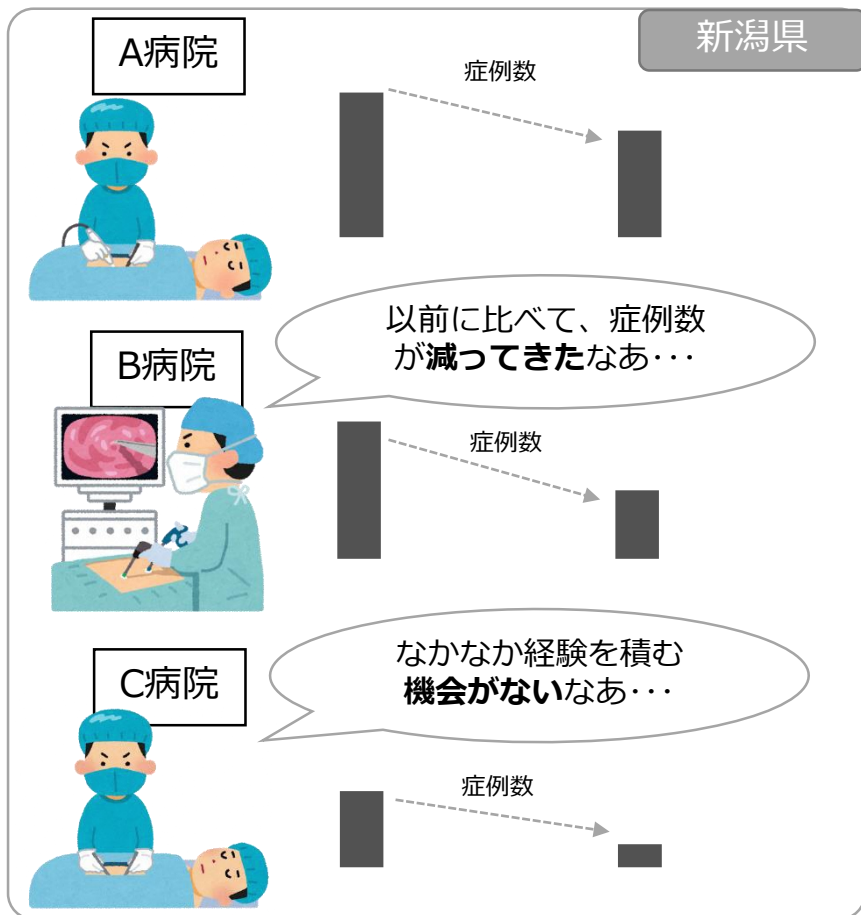 新潟県
A病院
症例数
以前に比べて、症例数
が減ってきたなあ・・・
B病院
症例数
なかなか経験を積む
機会がないなあ・・・
C病院
症例数